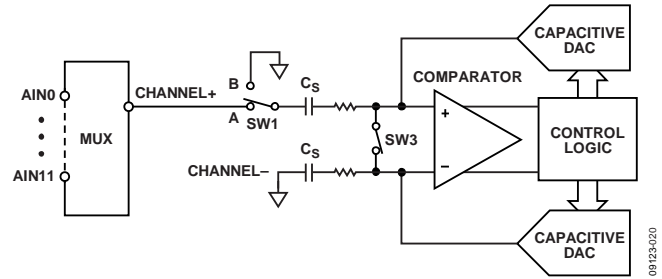 CAPACITIVE
DAC
COMPARATOR
CHANNEL+
B
A
SW1
CS
AIN0
MUX
AIN11
+
SW3
CS
CHANNEL–
–
CONTROL
LOGIC
CAPACITIVE
DAC
09123-020